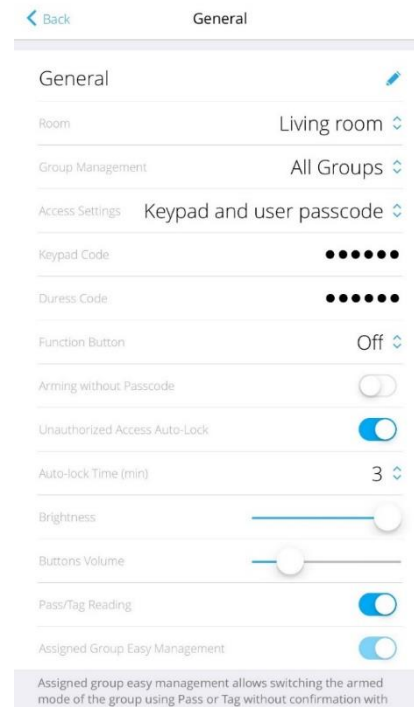 Back General
General
Room Living room
Group Management All Groups
Access Settings Keypad and user passcode
Keypad Code ●●●●●●
Duress Code ●●●●●●
Function Button Off
Arming without Passcode
Unauthorized Access Auto-Lock
Auto-lock Time (min) 3
Brightness
Buttons Volume
Pass/Tag Reading
Assigned Group Easy Management
Assigned group easy management allows switching the armed
mode of the group using Pass or Tag without confirmation with